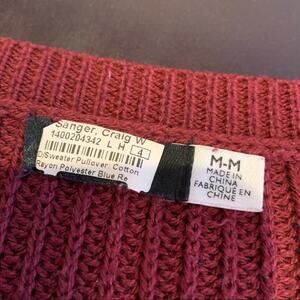 Sanger, Craig W
1400204342 L H 4
Sweater Pullover: Cotton
Rayon Polyester Blue Re
M-M
MADE IN
CHINA
FABRIQUÉ EN
CHINE